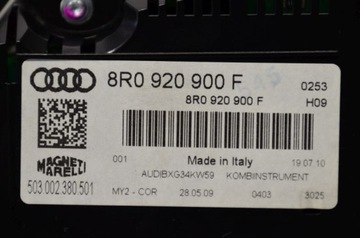 8R0 920 900 F
8R0 920 900 F
0253
H09
MAGNETI
MARELLI
503.002.380.501
001
Made in Italy
19.07.10
AUDIBXG34KW59 KOMBIINSTRUMENT
MY2 - COR 28.05.09 0403 3025